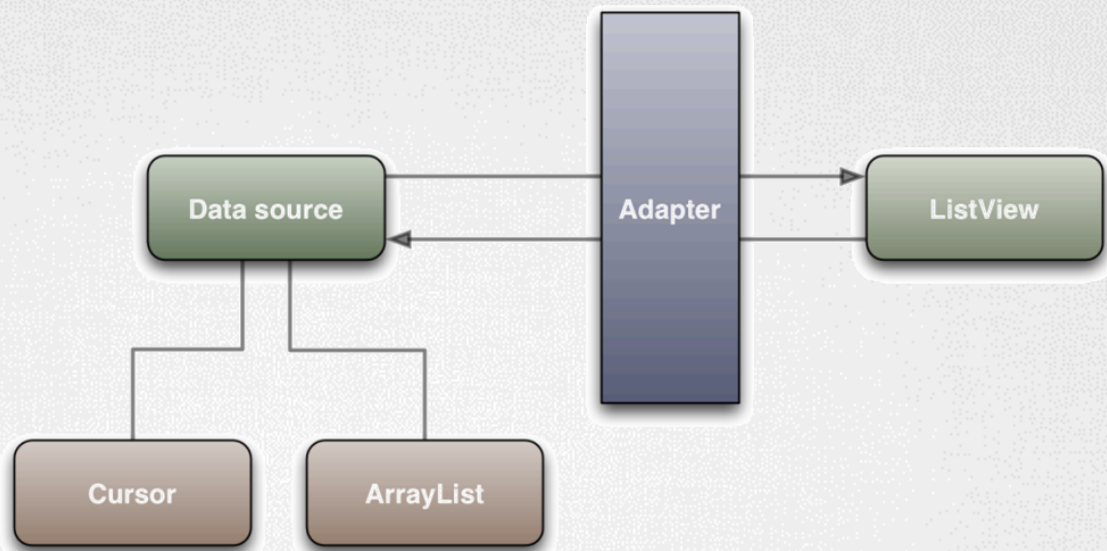 Data source
Adapter
ListView
Cursor
ArrayList